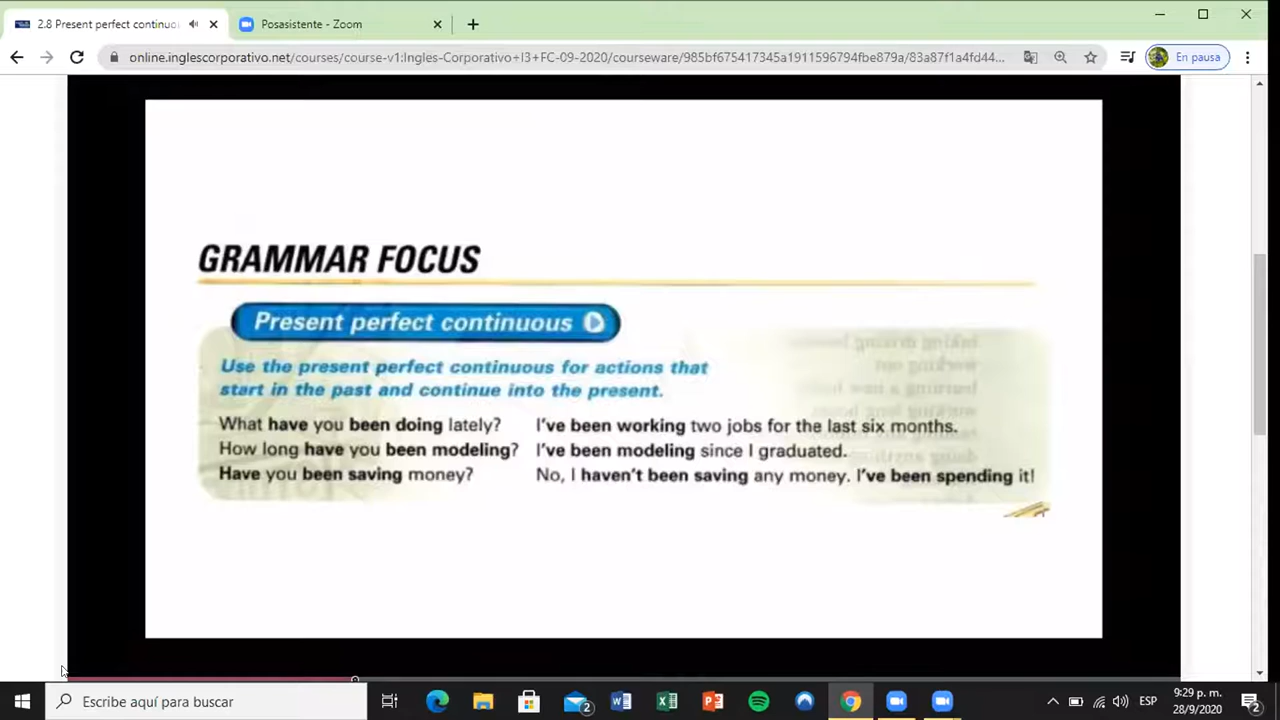 2.8 Present perfect continuo
Posasistente - Zoom
online.inglescorporativo.net/courses/course-v1:Ingles-Corporativo+I3+FC-09-2020/courseware/985bf675417345a1911596794fbe879a/83a87f1a4fd44...
En pausa
GRAMMAR FOCUS
Present perfect continuous
Use the present perfect continuous for actions that
start in the past and continue into the present.
What have you been doing lately? I've been working two jobs for the last six months.
How long have you been modeling? I've been modeling since I graduated.
Have you been saving money? No, I haven't been saving any money. I've been spending it!
Escribe aquí para buscar
2
ESP
9:29 p. m.
28/9/2020
2